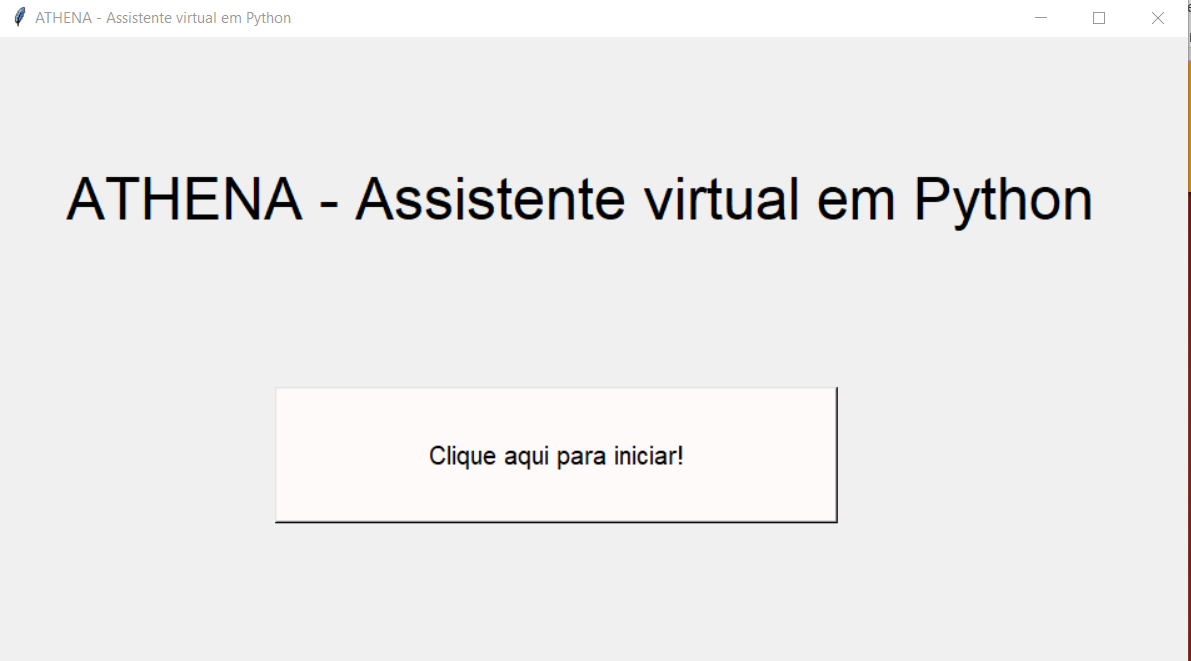 ATHENA - Assistente virtual em Python
ATHENA - Assistente virtual em Python
Clique aqui para iniciar!